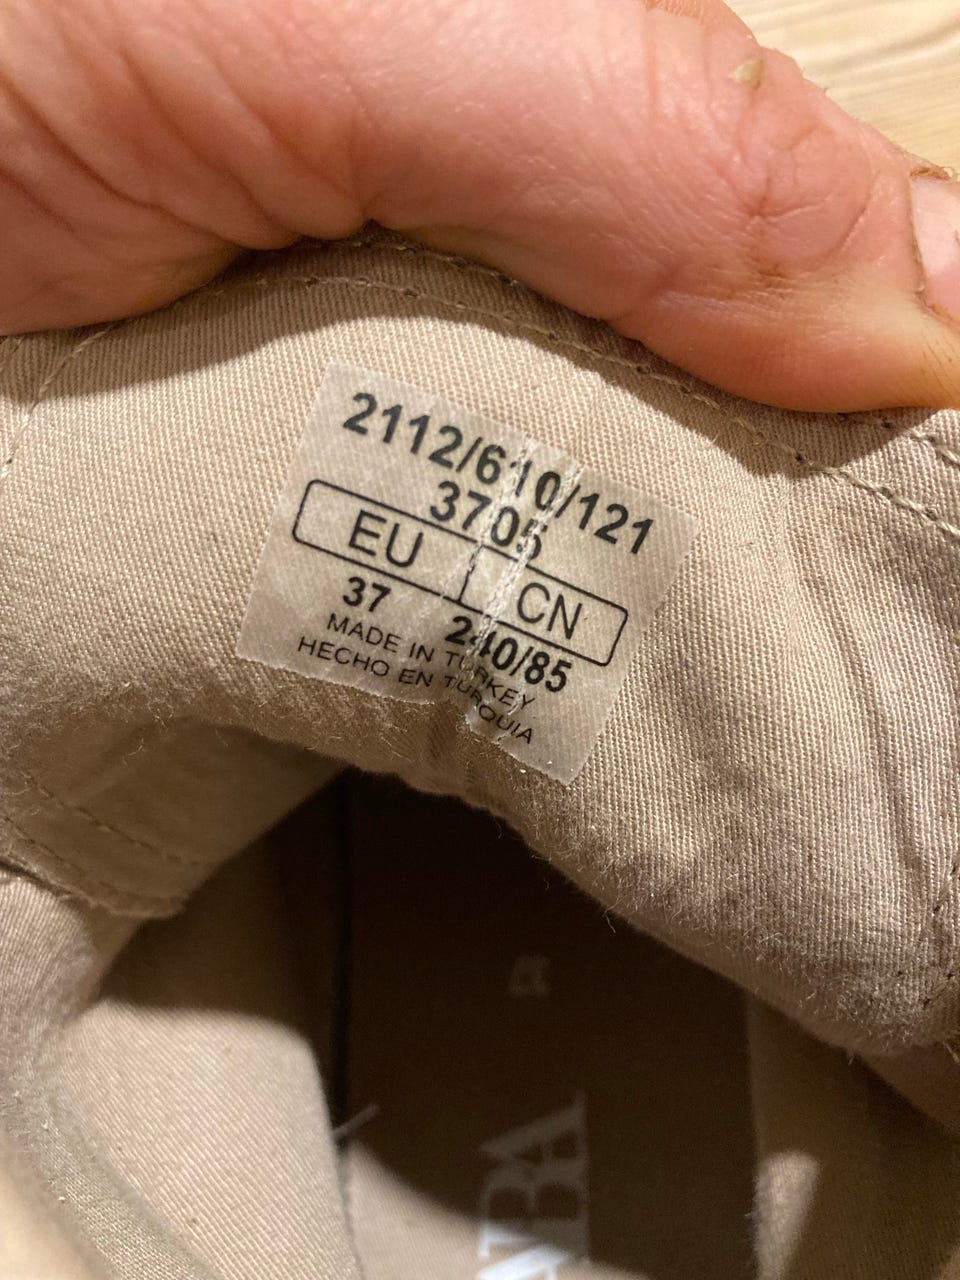 2112/610/121
3705
EU CN
37 240/85
MADE IN TURKEY
HECHO EN TURQUIA